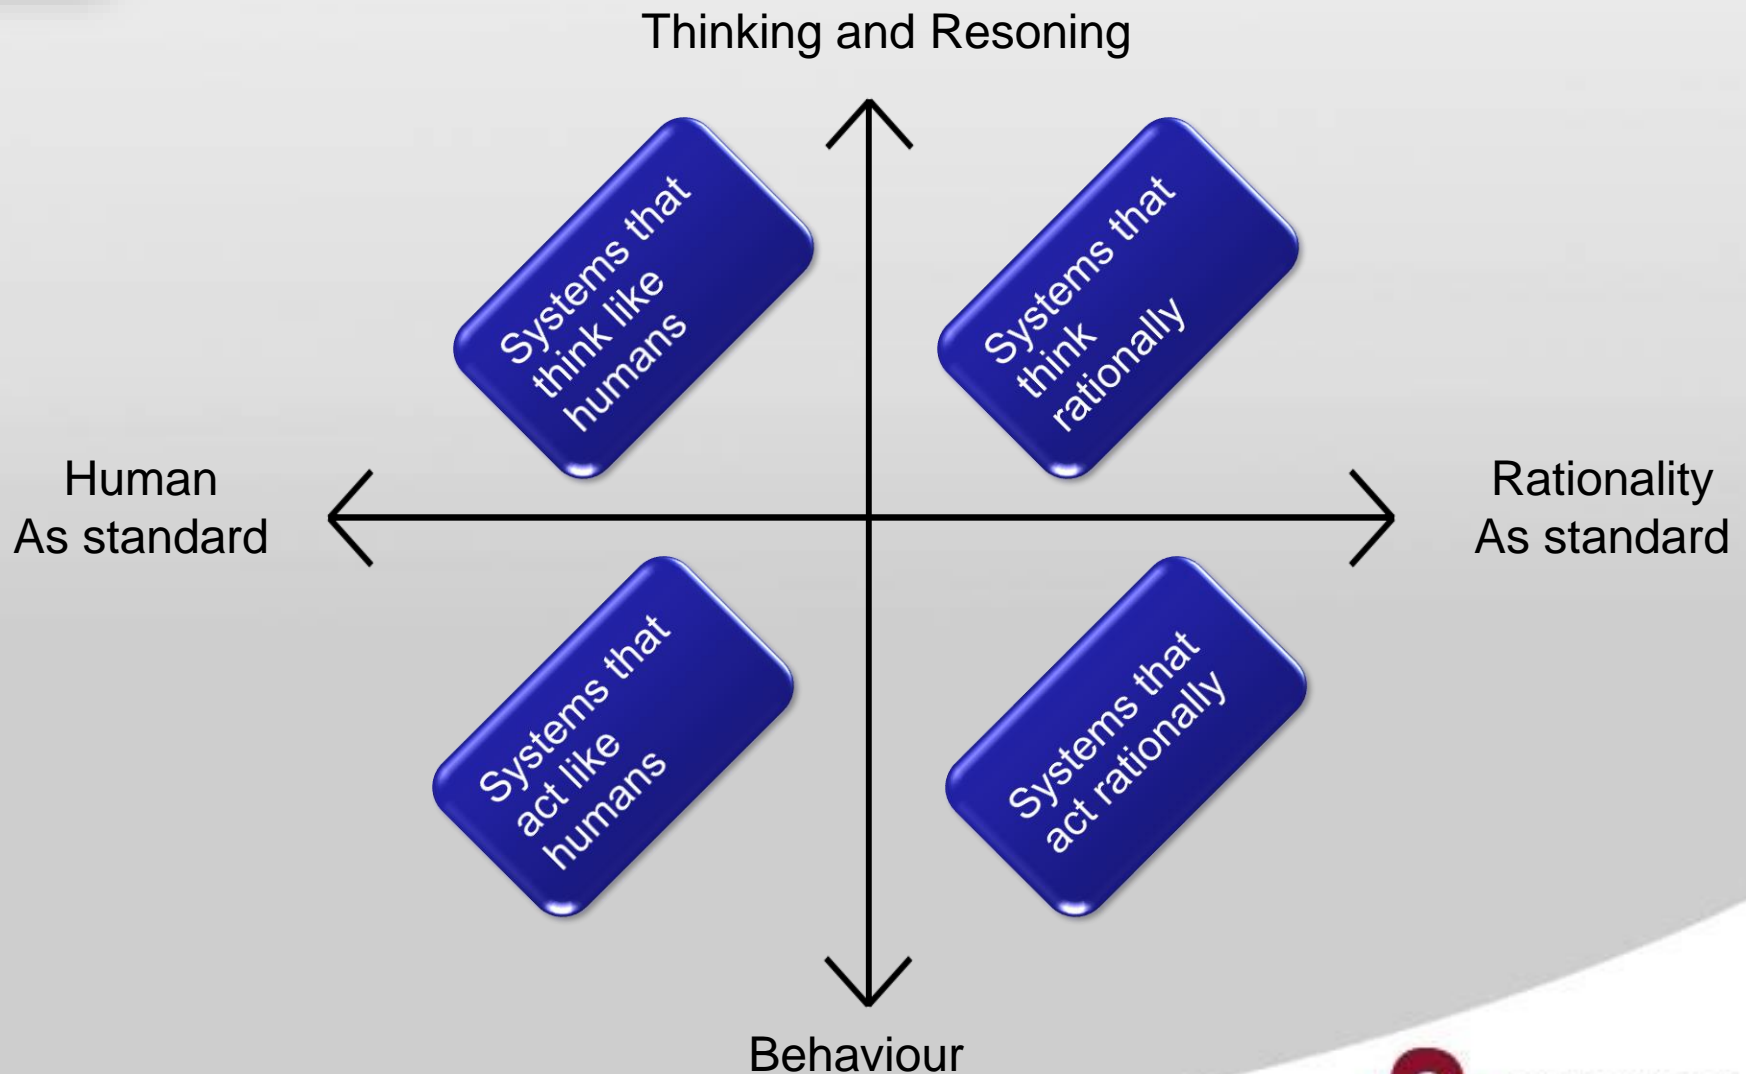 Thinking and Resoning
Systems that
think like
humans
Systems that
think
rationally
Human
As standard
Rationality
As standard
Systems that
act like
humans
Systems that
act rationally
Behaviour